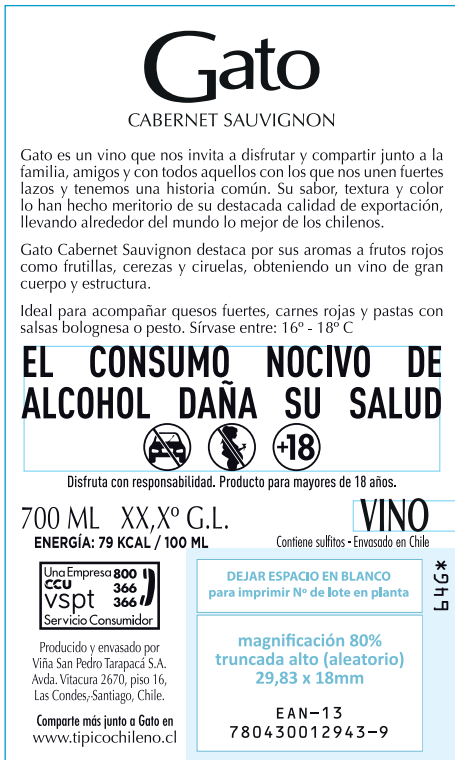 Gato
CABERNET SAUVIGNON
Gato es un vino que nos invita a disfrutar y compartir junto a la
familia, amigos y con todos aquellos con los que nos unen fuertes
lazos y tenemos una historia común. Su sabor, textura y color
lo han hecho meritorio de su destacada calidad de exportación,
llevando alrededor del mundo lo mejor de los chilenos.
Gato Cabernet Sauvignon destaca por sus aromas a frutos rojos
como frutillas, cerezas y ciruelas, obteniendo un vino de gran
cuerpo y estructura.
Ideal para acompañar quesos fuertes, carnes rojas y pastas con
salsas bolognesa o pesto. Sírvase entre: 16º - 18º C
EL CONSUMO NOCIVO DE
ALCOHOL DAÑA SU SALUD
+18
Disfruta con responsabilidad. Producto para mayores de 18 años.
700 ML XX,Xº G.L.
VINO
ENERGÍA: 79 KCAL / 100 ML
Contiene sulfitos - Envasado en Chile
Una Empresa
CCU
vspt
800
366
366
Servicio Consumidor
Producido y envasado por
Viña San Pedro Tarapacá S.A.
Avda. Vitacura 2670, piso 16,
Las Condes,-Santiago, Chile.
Comparte más junto a Gato en
www.tipicochileno.cl
DEJAR ESPACIO EN BLANCO
para imprimir Nº de lote en planta
magnificación 80%
truncada alto (aleatorio)
29,83 x 18mm
EAN-13
780430012943-9